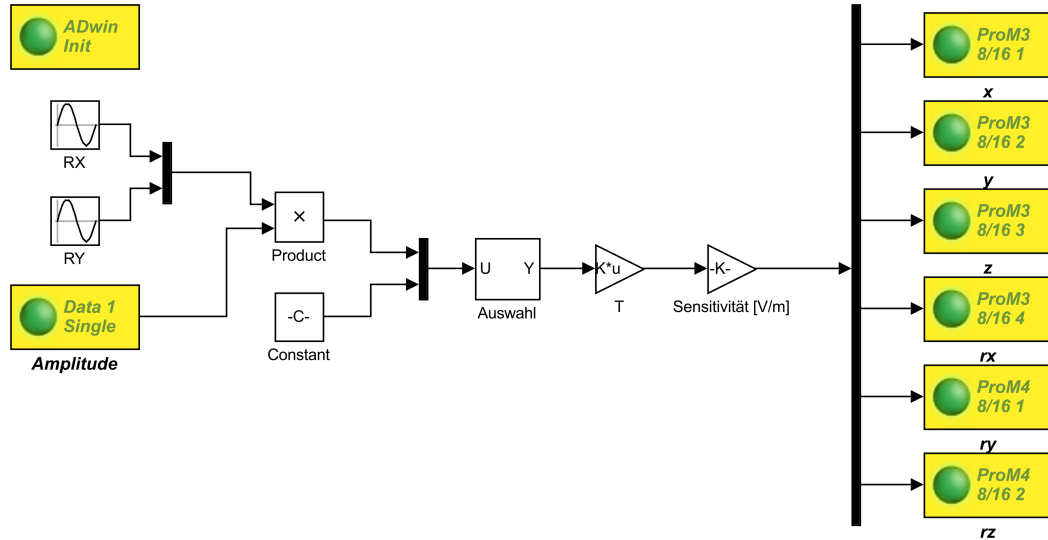 ADwin
Init
RX
RY
Data 1
Single
Amplitude
×
Product
-C-
Constant
U Y
Auswahl
K*u
T
-K-
Sensitivität [V/m]
ProM3
8/16 1
x
ProM3
8/16 2
y
ProM3
8/16 3
z
ProM3
8/16 4
rx
ProM4
8/16 1
ry
ProM4
8/16 2
rz